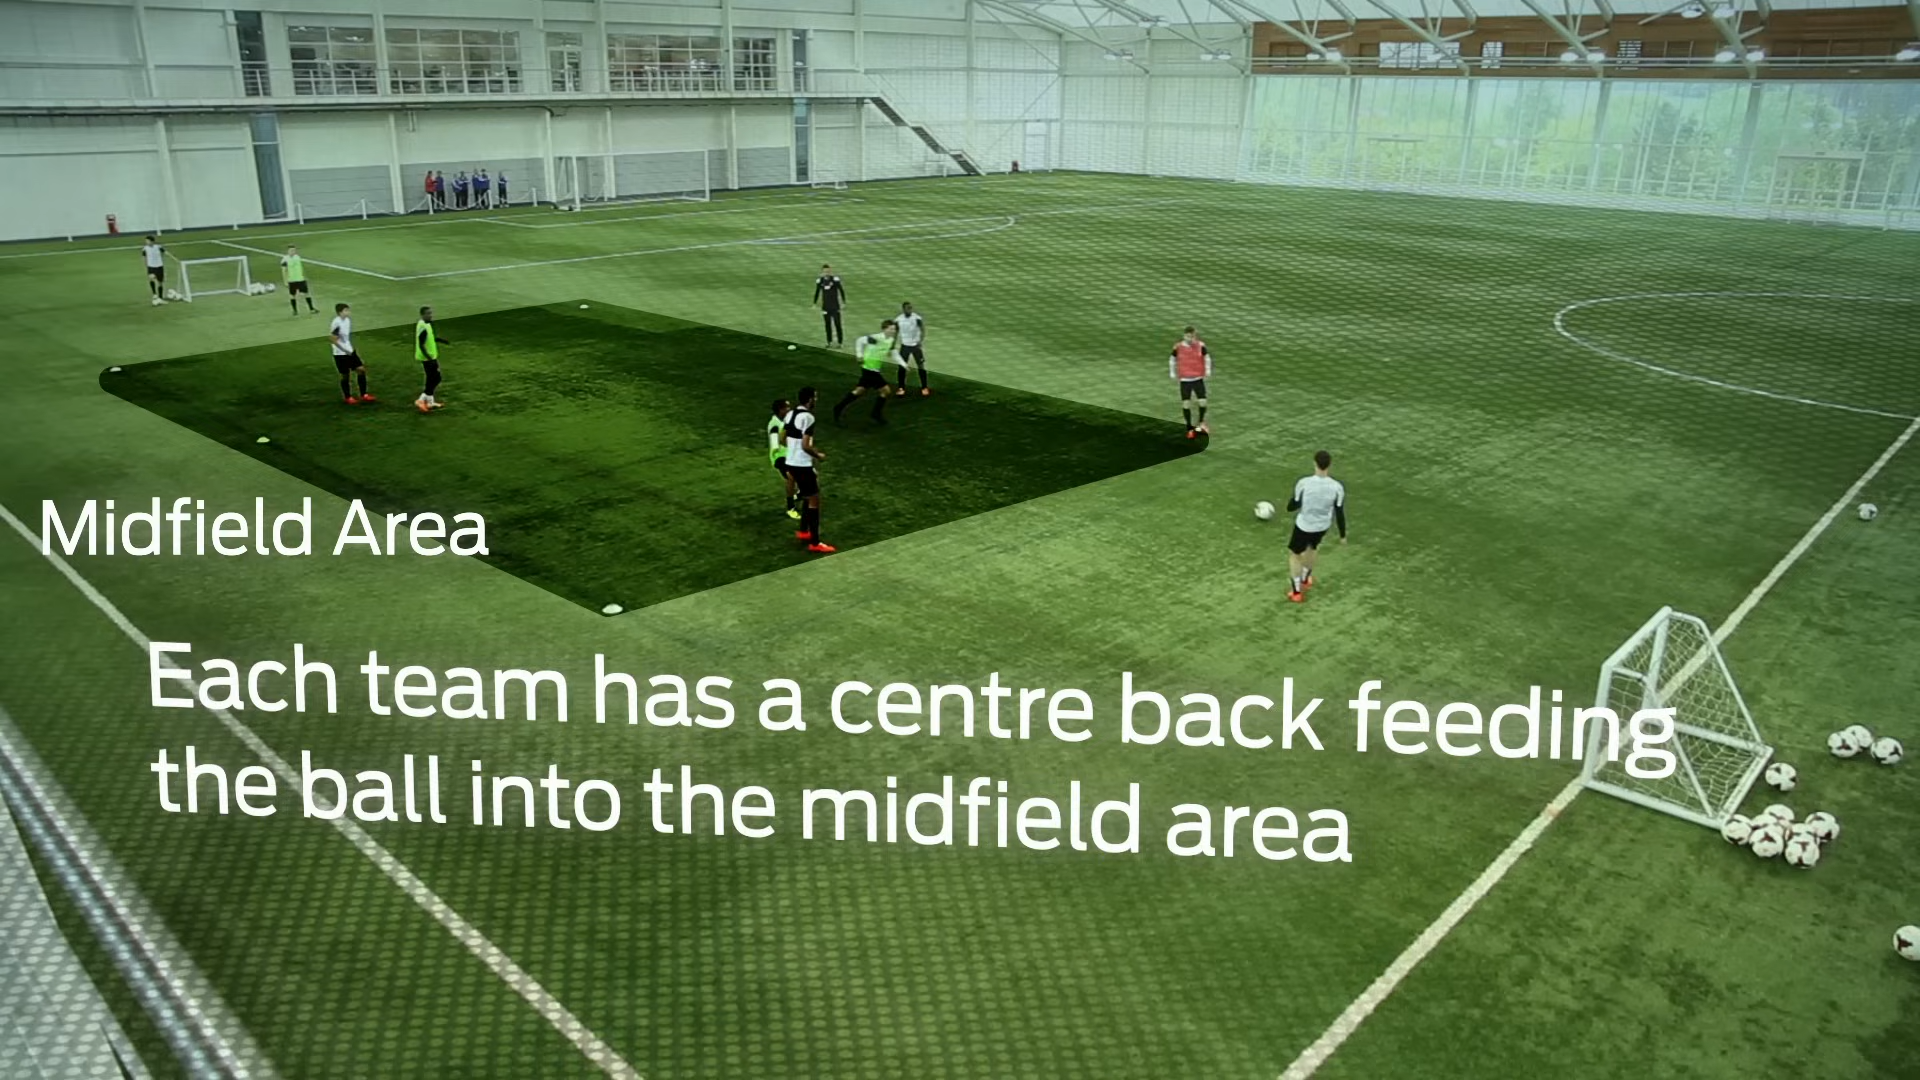 Midfield Area
Each team has a centre back feeding
the ball into the midfield area